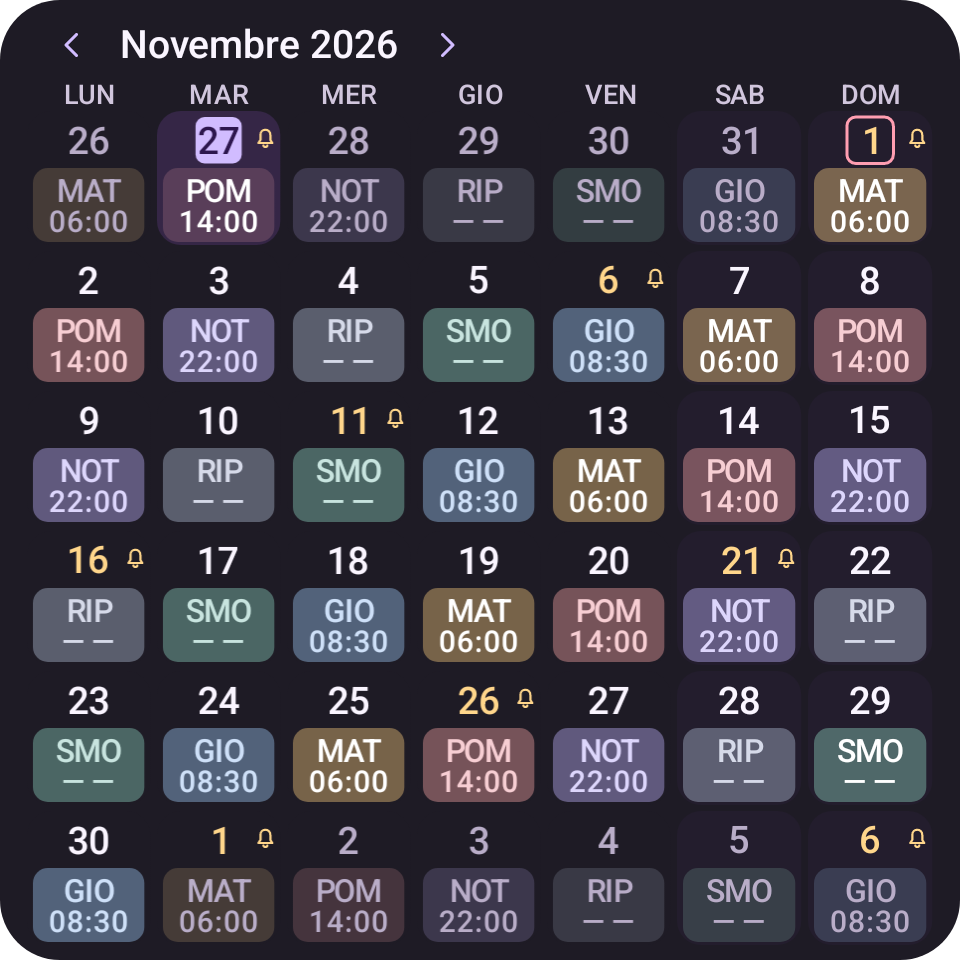 Novembre 2026
LUN MAR MER GIO VEN SAB DOM
26 27 28 29 30 31 1
MAT POM NOT RIP SMO GIO MAT
06:00 14:00 22:00 – – – – 08:30 06:00
2 3 4 5 6 7 8
POM NOT RIP SMO GIO MAT POM
14:00 22:00 – – – – 08:30 06:00 14:00
9 10 11 12 13 14 15
NOT RIP SMO GIO MAT POM NOT
22:00 – – – – 08:30 06:00 14:00 22:00
16 17 18 19 20 21 22
RIP SMO GIO MAT POM NOT RIP
– – – – 08:30 06:00 14:00 22:00 – –
23 24 25 26 27 28 29
SMO GIO MAT POM NOT RIP SMO
– – 08:30 06:00 14:00 22:00 – – – –
30 1 2 3 4 5 6
GIO MAT POM NOT RIP SMO GIO
08:30 06:00 14:00 22:00 – – – – 08:30